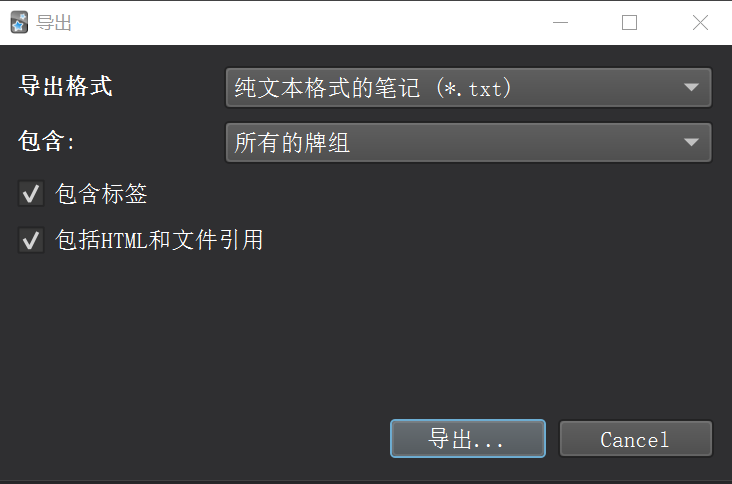 导出
导出格式
纯文本格式的笔记 (*.txt)
包含:
所有的牌组
包含标签
包括HTML和文件引用
导出...
Cancel